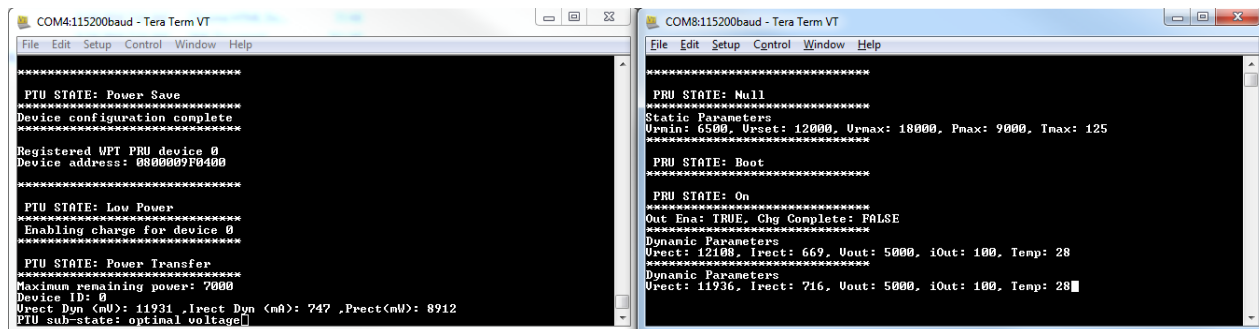 COM4:115200baud - Tera Term VT
File Edit Setup Control Window Help
******************************
PTU STATE: Power Save
******************************
Device configuration complete
******************************
Registered WPT PRU device 0
Device address: 0800009F0400
******************************
PTU STATE: Low Power
******************************
Enabling charge for device 0
******************************
PTU STATE: Power Transfer
******************************
Maximum remaining power: 7000
Device ID: 0
Vrect Dyn (mV): 11931 ,Irect Dyn (mA): 747 ,Prect(mW): 8912
PTU sub-state: optimal voltage
COM8:115200baud - Tera Term VT
File Edit Setup Control Window Help
******************************
PRU STATE: Null
******************************
Static Parameters
Vrmin: 6500, Vrset: 12000, Vrmax: 18000, Pmax: 9000, Tmax: 125
******************************
PRU STATE: Boot
******************************
PRU STATE: On
******************************
Out Ena: TRUE, Chg Complete: FALSE
******************************
Dynamic Parameters
Vrect: 12108, Irect: 669, Vout: 5000, iOut: 100, Temp: 28
******************************
Dynamic Parameters
Vrect: 11936, Irect: 716, Vout: 5000, iOut: 100, Temp: 28